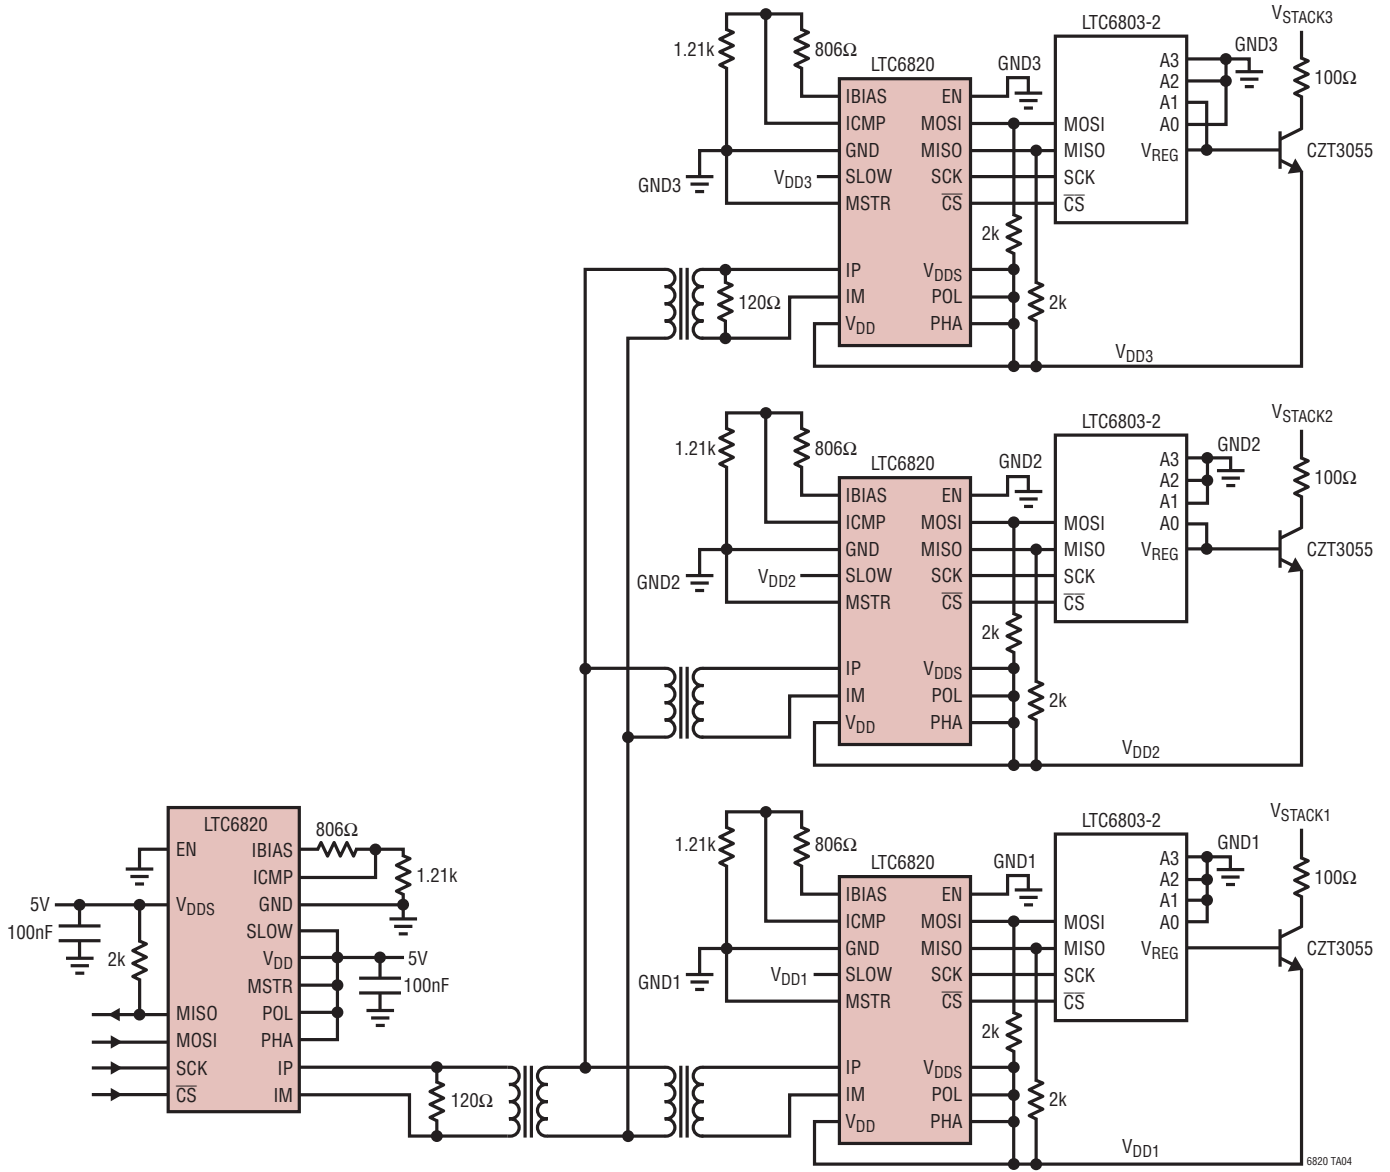 VSTACK3
LTC6803-2
1.21k
806Ω
LTC6820
GND3
GND3
100Ω
A3
A2
A1
A0
IBIAS
EN
ICMP
MOSI
MOSI
GND
MISO
MISO
VREG
CZT3055
GND3
VDD3
SLOW
SCK
SCK
MSTR
CS
CS
2k
IP
VDDS
120Ω
IM
POL
2k
VDD
PHA
VDD3
VSTACK2
LTC6803-2
1.21k
806Ω
LTC6820
GND2
GND2
100Ω
A3
A2
A1
A0
IBIAS
EN
ICMP
MOSI
MOSI
GND
MISO
MISO
VREG
CZT3055
GND2
VDD2
SLOW
SCK
SCK
MSTR
CS
CS
2k
IP
VDDS
IM
POL
2k
VDD
PHA
VDD2
LTC6820
EN
IBIAS
806Ω
ICMP
1.21k
5V
VDDS
GND
100nF
SLOW
2k
VDD
5V
MSTR
100nF
MISO
POL
MOSI
PHA
SCK
IP
CS
IM
120Ω
VSTACK1
LTC6803-2
1.21k
806Ω
LTC6820
GND1
GND1
100Ω
A3
A2
A1
A0
IBIAS
EN
ICMP
MOSI
MOSI
GND
MISO
MISO
VREG
CZT3055
GND1
VDD1
SLOW
SCK
SCK
MSTR
CS
CS
2k
IP
VDDS
IM
POL
2k
VDD
PHA
VDD1
6820 TA04